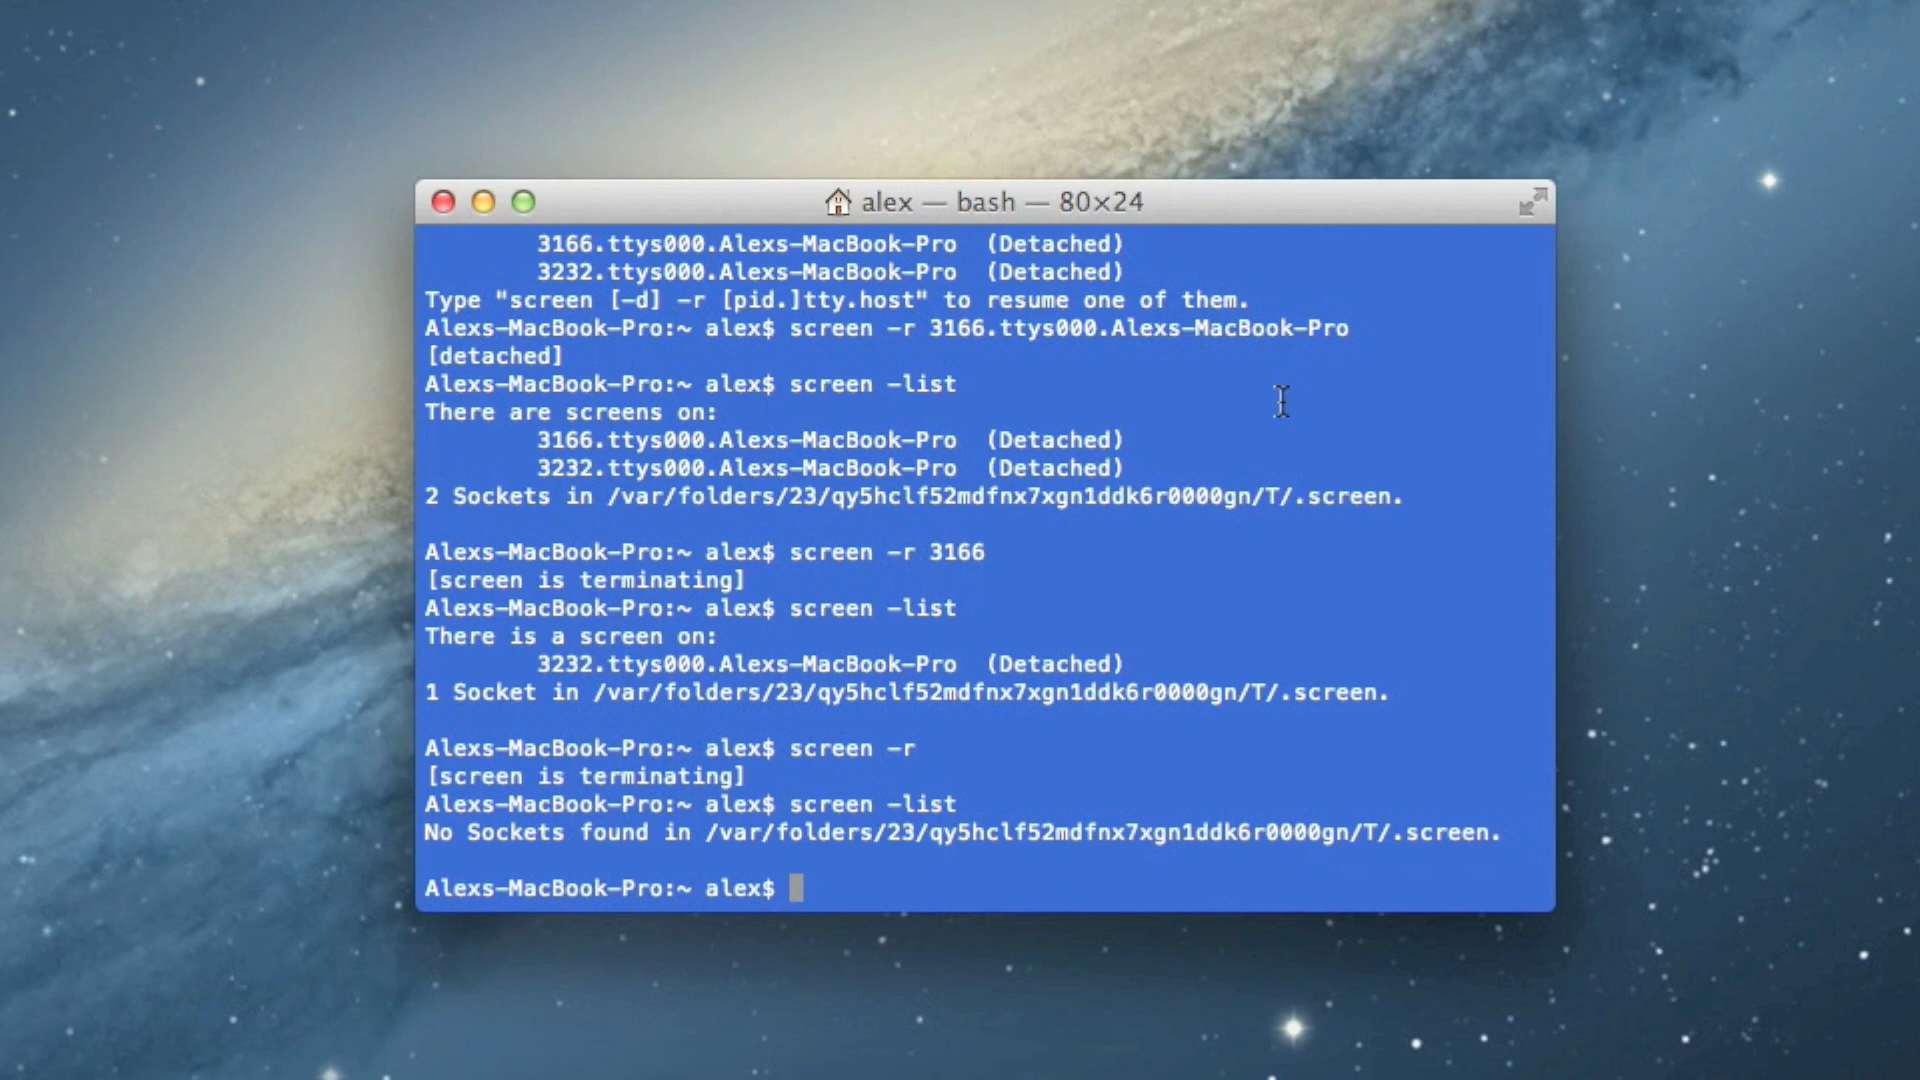 alex — bash — 80×24
3166.ttys000.Alexs-MacBook-Pro (Detached)
3232.ttys000.Alexs-MacBook-Pro (Detached)
Type "screen [-d] -r [pid.]tty.host" to resume one of them.
Alexs-MacBook-Pro:~ alex$ screen -r 3166.ttys000.Alexs-MacBook-Pro
[detached]
Alexs-MacBook-Pro:~ alex$ screen -list
There are screens on:
3166.ttys000.Alexs-MacBook-Pro (Detached)
3232.ttys000.Alexs-MacBook-Pro (Detached)
2 Sockets in /var/folders/23/qy5hclf52mdfnx7xgn1ddk6r0000gn/T/.screen.
Alexs-MacBook-Pro:~ alex$ screen -r 3166
[screen is terminating]
Alexs-MacBook-Pro:~ alex$ screen -list
There is a screen on:
3232.ttys000.Alexs-MacBook-Pro (Detached)
1 Socket in /var/folders/23/qy5hclf52mdfnx7xgn1ddk6r0000gn/T/.screen.
Alexs-MacBook-Pro:~ alex$ screen -r
[screen is terminating]
Alexs-MacBook-Pro:~ alex$ screen -list
No Sockets found in /var/folders/23/qy5hclf52mdfnx7xgn1ddk6r0000gn/T/.screen.
Alexs-MacBook-Pro:~ alex$